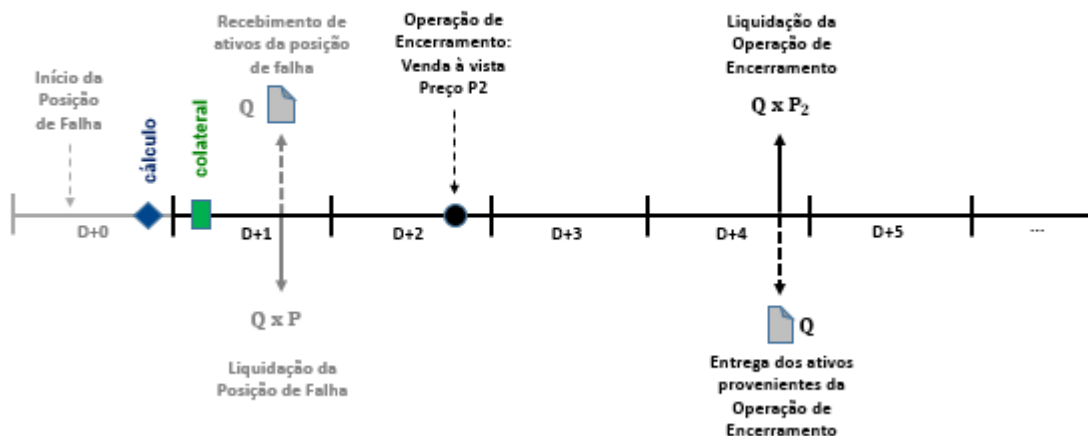 Recebimento de
ativos da posição
de falha
Operação de
Encerramento:
Venda à vista
Preço P2
Liquidação da
Operação de
Encerramento
Início da
Posição
de Falha
cálculo
colateral
Q
Q x P₂
D+0
D+1
D+2
D+3
D+4
D+5
...
Q x P
Liquidação da
Posição de Falha
Q
Entrega dos ativos
provenientes da
Operação de
Encerramento